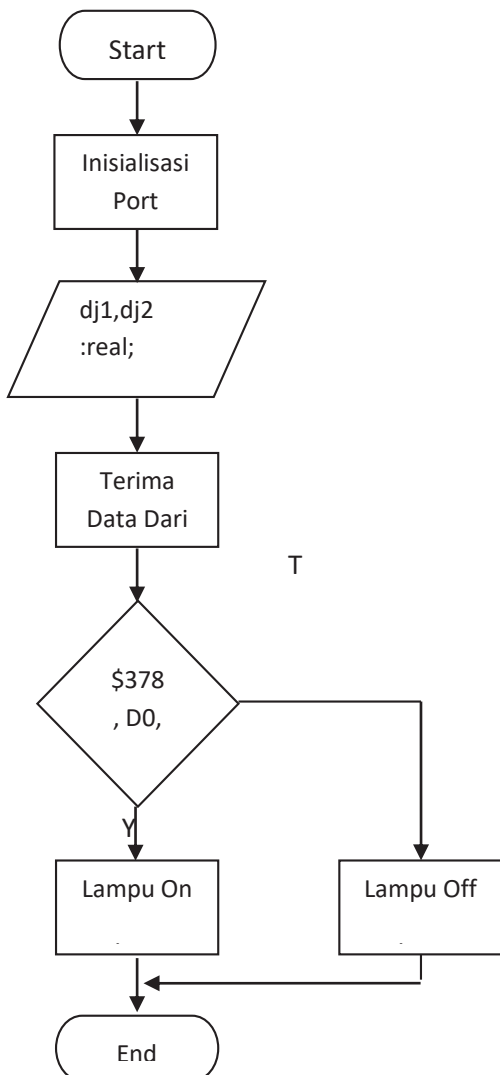 Start
Inisialisasi
Port
dj1,dj2
:real;
Terima
Data Dari
T
$378
, D0,
Y
Lampu On
Lampu Off
End